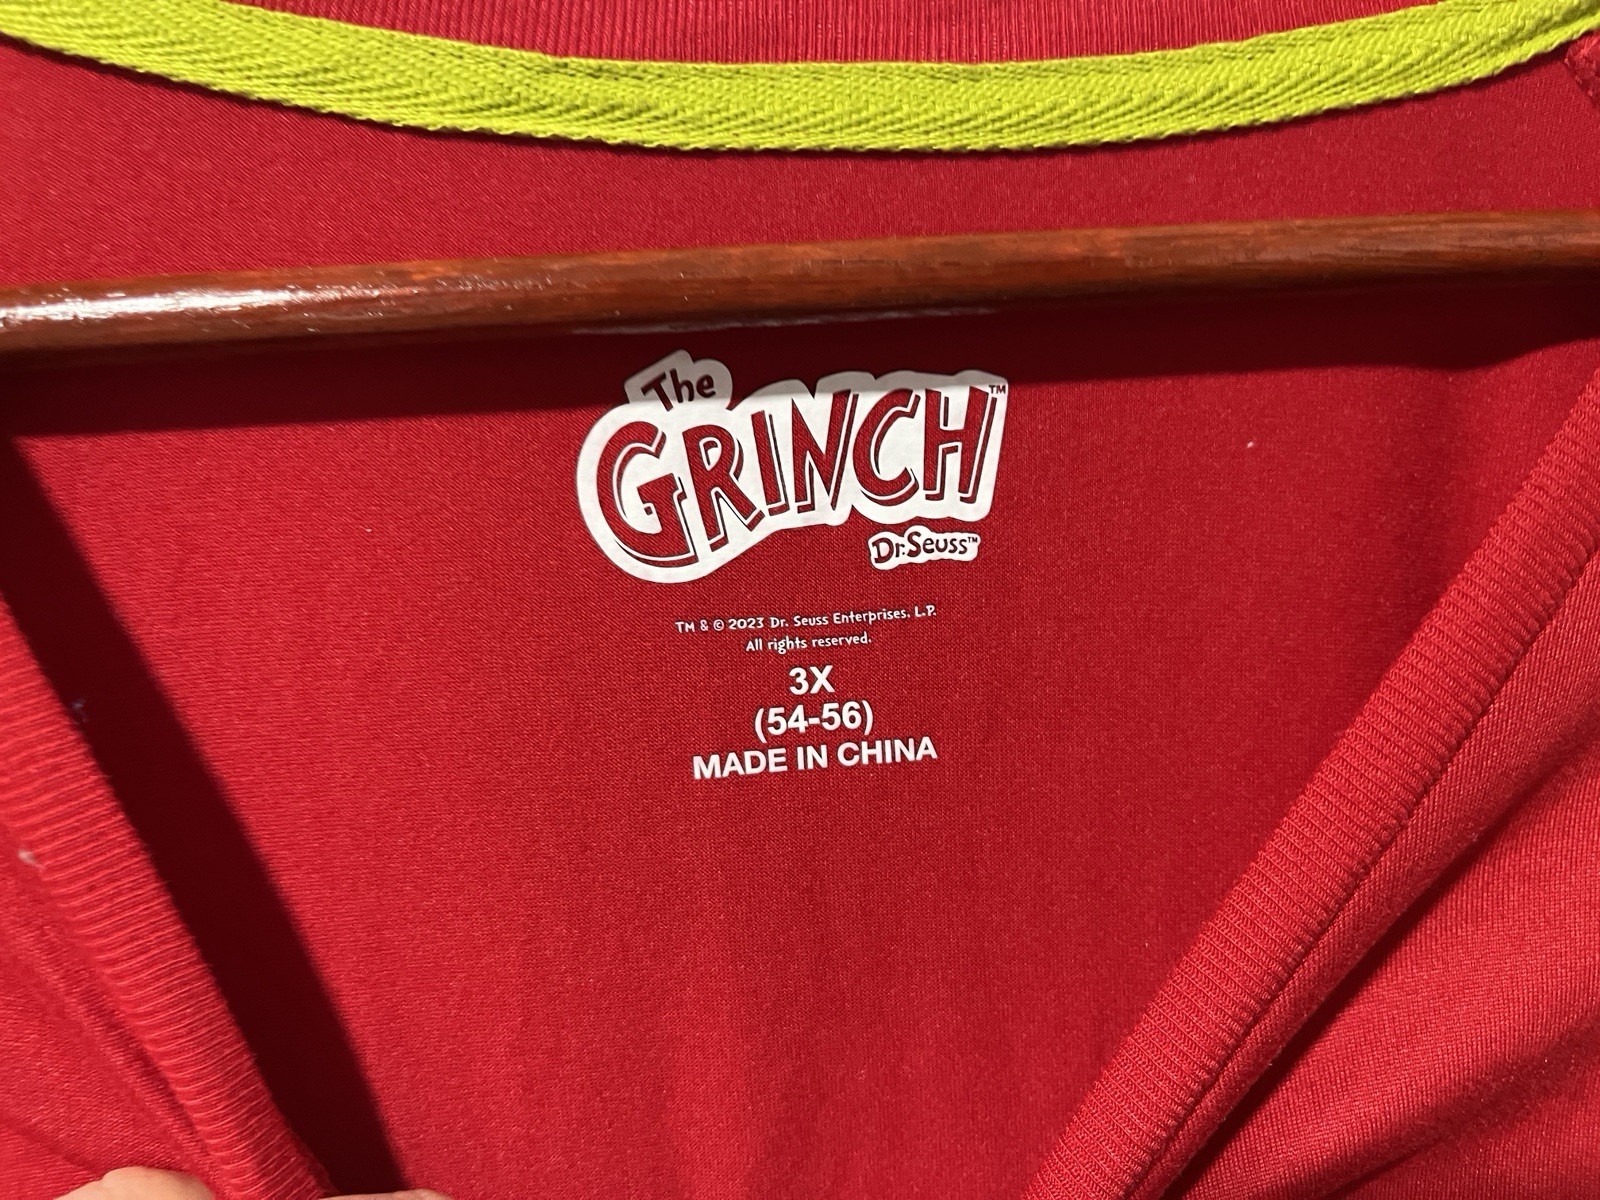 The
GRINCH™
Dr. Seuss™
TM & © 2023 Dr. Seuss Enterprises, L.P.
All rights reserved.
3X
(54-56)
MADE IN CHINA